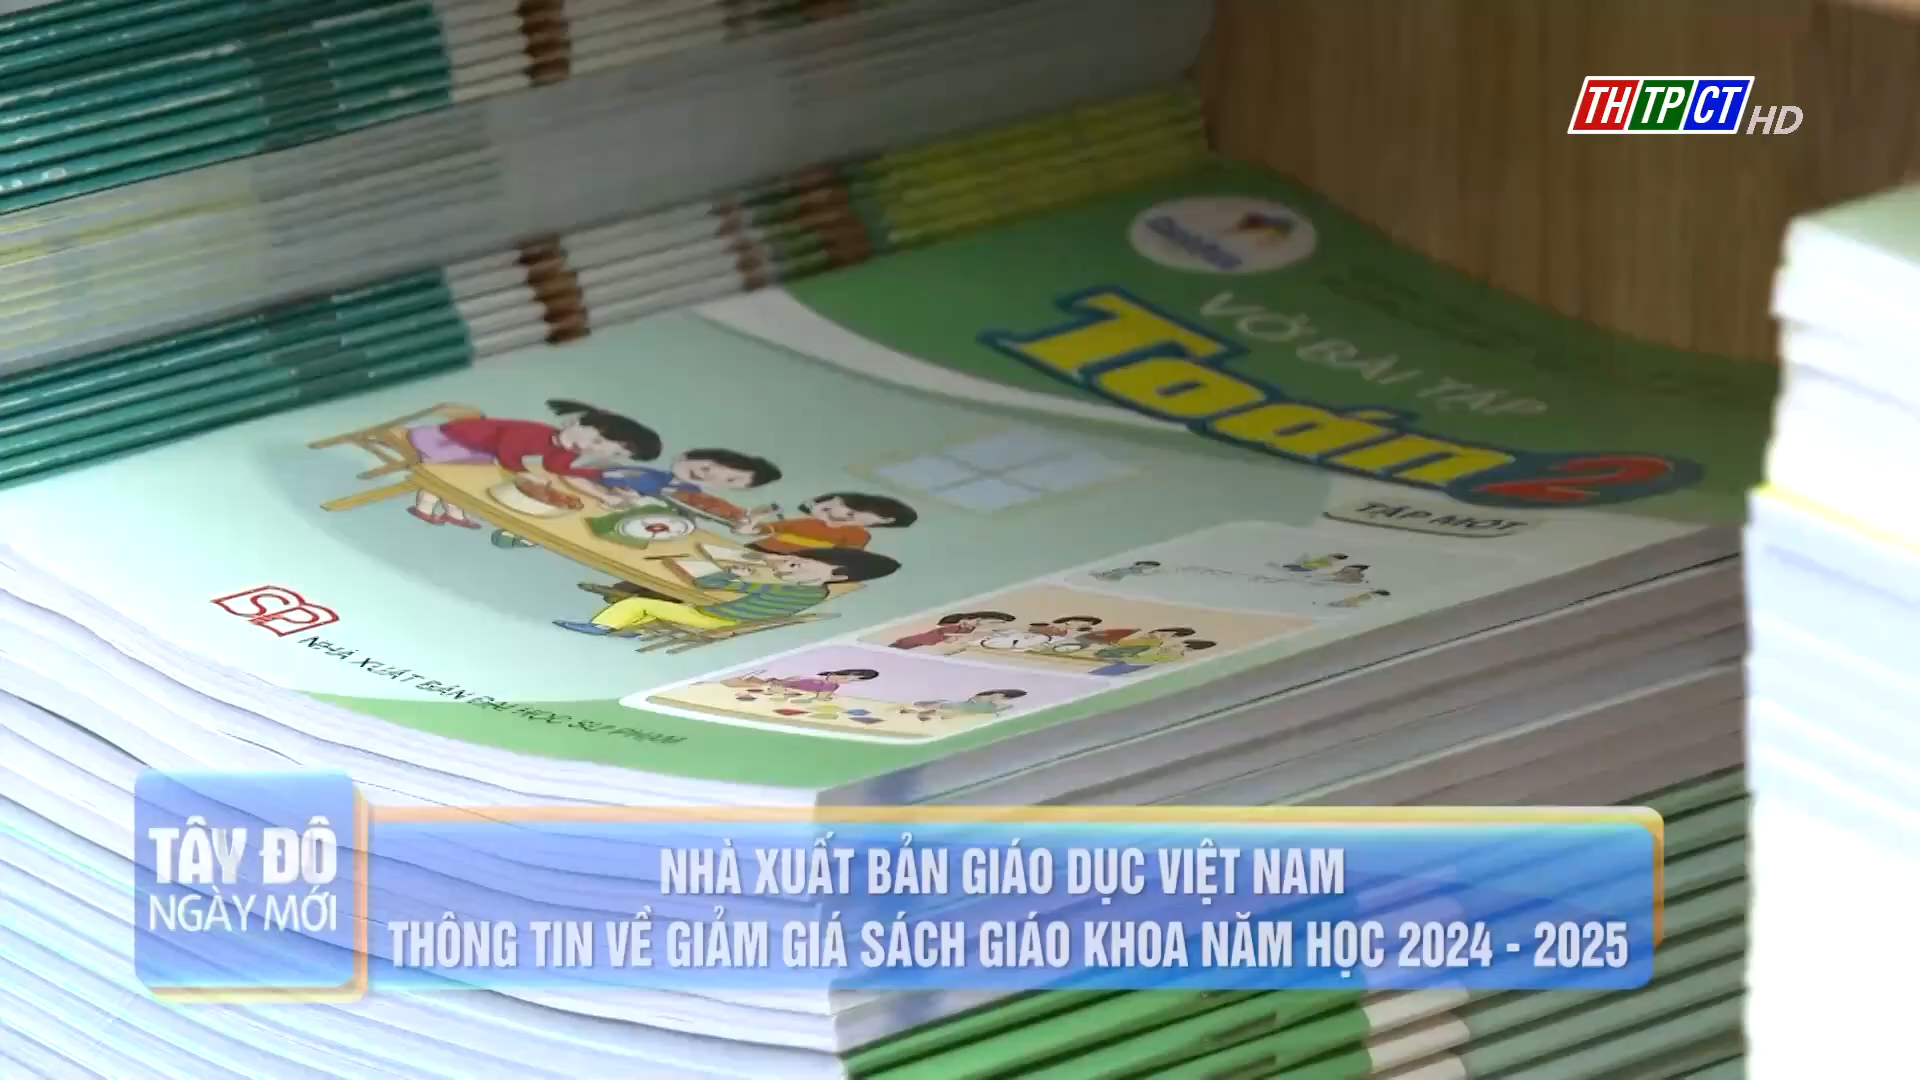 THTPCT HD
VỞ BÀI TẬP
Toán 2
TẬP MỘT
NHÀ XUẤT BẢN ĐẠI HỌC SƯ PHẠM
TÂY ĐÔ
NGÀY MỚI
NHÀ XUẤT BẢN GIÁO DỤC VIỆT NAM
THÔNG TIN VỀ GIẢM GIÁ SÁCH GIÁO KHOA NĂM HỌC 2024 - 2025